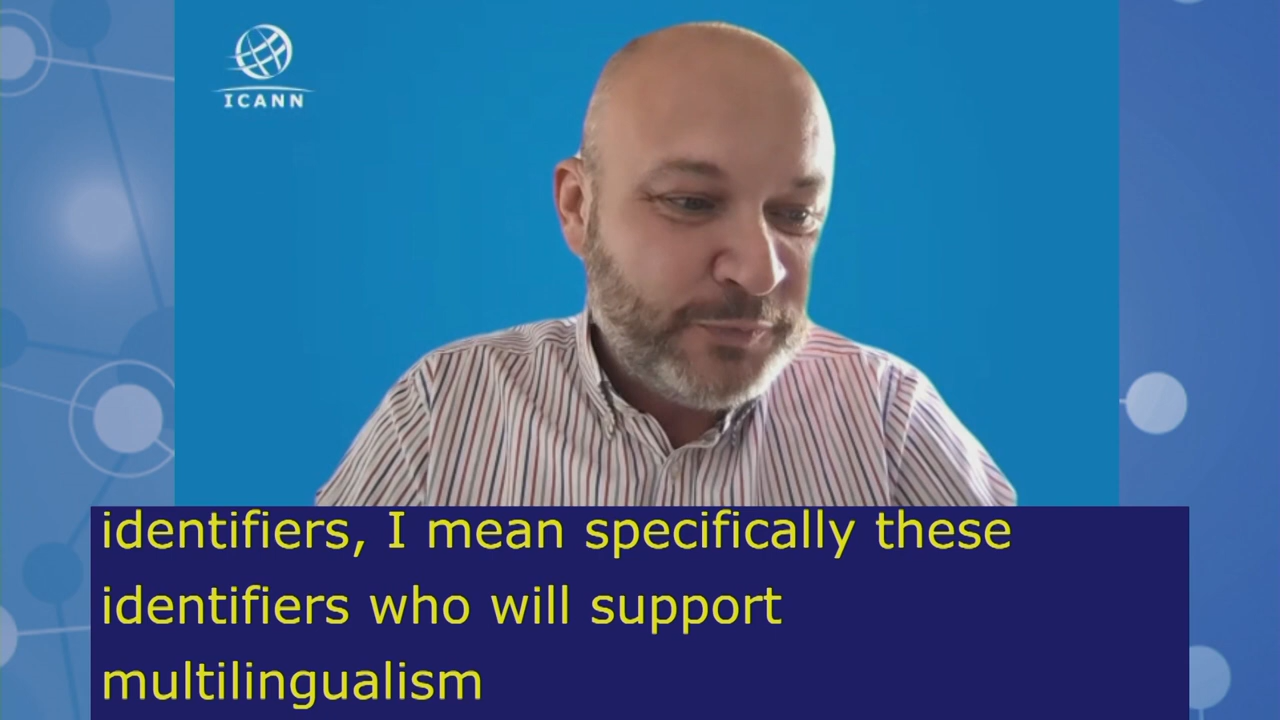 ICANN
identifiers, I mean specifically these
identifiers who will support
multilingualism